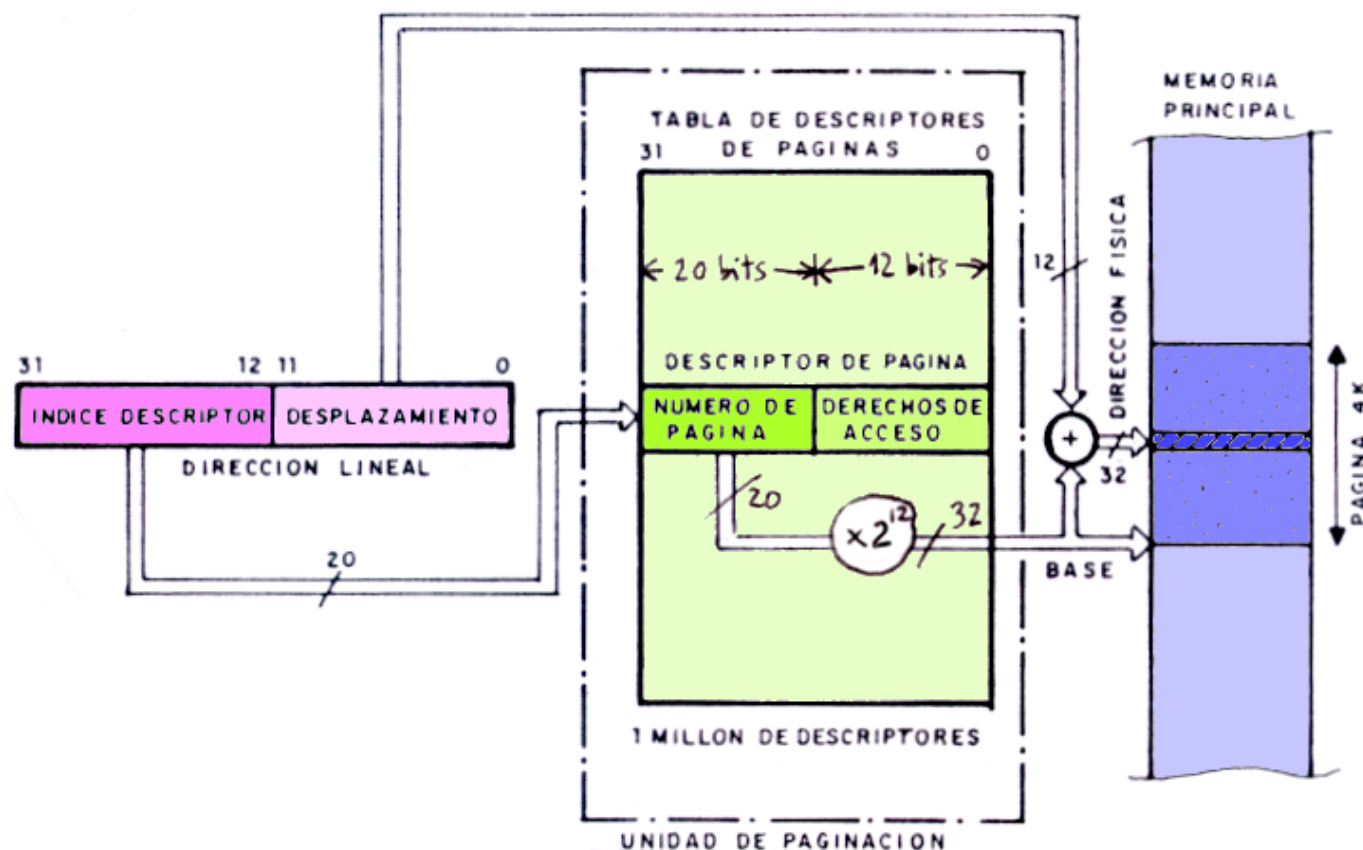 MEMORIA
PRINCIPAL
TABLA DE DESCRIPTORES
DE PAGINAS
31 0
20 bits 12 bits
12
DIRECCION FISICA
31 12 11 0
DESCRIPTOR DE PAGINA
INDICE DESCRIPTOR DESPLAZAMIENTO
NUMERO DE
PAGINA
DERECHOS DE
ACCESO
+
32
PAGINA 4K
DIRECCION LINEAL
20
x 2¹²
32
BASE
20
1 MILLON DE DESCRIPTORES
UNIDAD DE PAGINACION